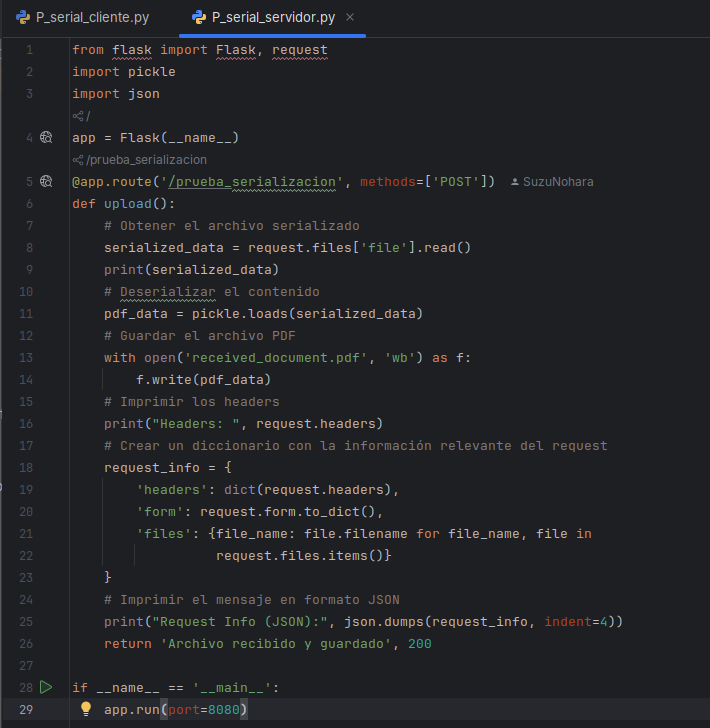 P_serial_cliente.py P_serial_servidor.py ×
1 from flask import Flask, request
2 import pickle
3 import json
/
4 app = Flask(__name__)
/prueba_serializacion
5 @app.route('/prueba_serializacion', methods=['POST']) SuzuNohara
6 def upload():
7 # Obtener el archivo serializado
8 serialized_data = request.files['file'].read()
9 print(serialized_data)
10 # Deserializar el contenido
11 pdf_data = pickle.loads(serialized_data)
12 # Guardar el archivo PDF
13 with open('received_document.pdf', 'wb') as f:
14 f.write(pdf_data)
15 # Imprimir los headers
16 print("Headers: ", request.headers)
17 # Crear un diccionario con la información relevante del request
18 request_info = {
19 'headers': dict(request.headers),
20 'form': request.form.to_dict(),
21 'files': {file_name: file.filename for file_name, file in
22 request.files.items()}
23 }
24 # Imprimir el mensaje en formato JSON
25 print("Request Info (JSON):", json.dumps(request_info, indent=4))
26 return 'Archivo recibido y guardado', 200
27
28 if __name__ == '__main__':
29 app.run(port=8080)